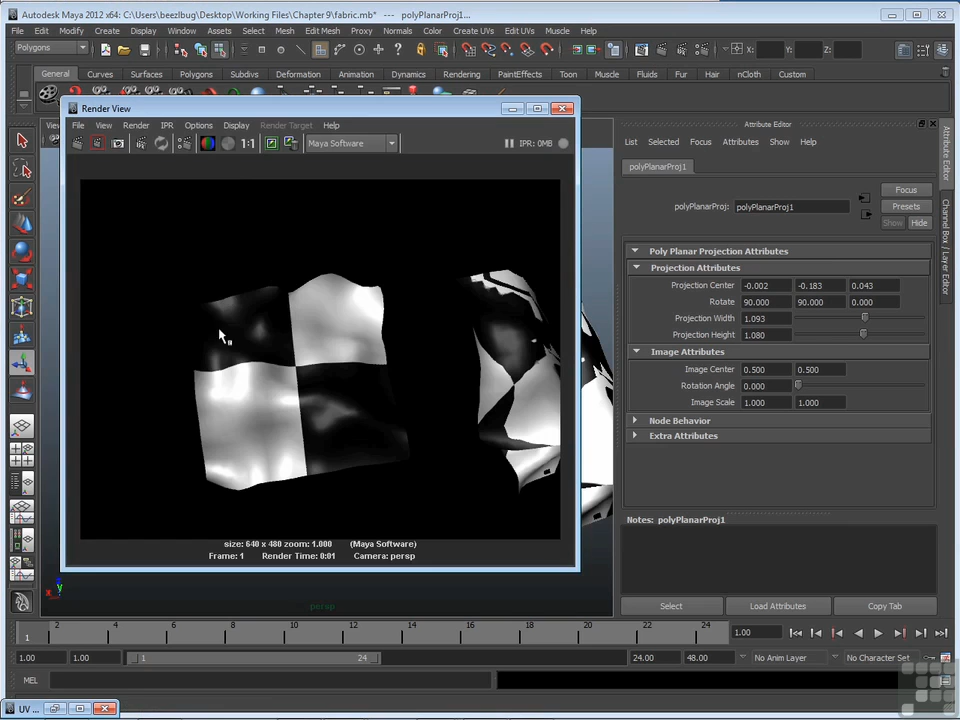 Autodesk Maya 2012 x64: C:\Users\beezlbug\Desktop\Working Files\Chapter 9\fabric.mb* --- polyPlanarProj1...
File Edit Modify Create Display Window Assets Select Mesh Edit Mesh Proxy Normals Color Create UVs Edit UVs Muscle Help
Polygons X: Y: Z:
General Curves Surfaces Polygons Subdivs Deformation Animation Dynamics Rendering PaintEffects Toon Muscle Fluids Fur Hair nCloth Custom
Render View
File View Render IPR Options Display Render Target Help
1:1 Maya Software IPR: 0MB
size: 640 x 480 zoom: 1.000 (Maya Software)
Frame: 1 Render Time: 0:01 Camera: persp
persp
Attribute Editor
List Selected Focus Attributes Show Help
polyPlanarProj1
Focus
polyPlanarProj: polyPlanarProj1
Presets
Show Hide
Poly Planar Projection Attributes
Projection Attributes
Projection Center -0.002 -0.183 0.043
Rotate 90.000 90.000 0.000
Projection Width 1.093
Projection Height 1.080
Image Attributes
Image Center 0.500 0.500
Rotation Angle 0.000
Image Scale 1.000 1.000
Node Behavior
Extra Attributes
Notes: polyPlanarProj1
Select Load Attributes Copy Tab
Attribute Editor
Channel Box / Layer Editor
1 2 4 6 8 10 12 14 16 18 20 22 24 1.00
1.00 1.00 1 24 24.00 48.00 No Anim Layer No Character Set
MEL
UV ...